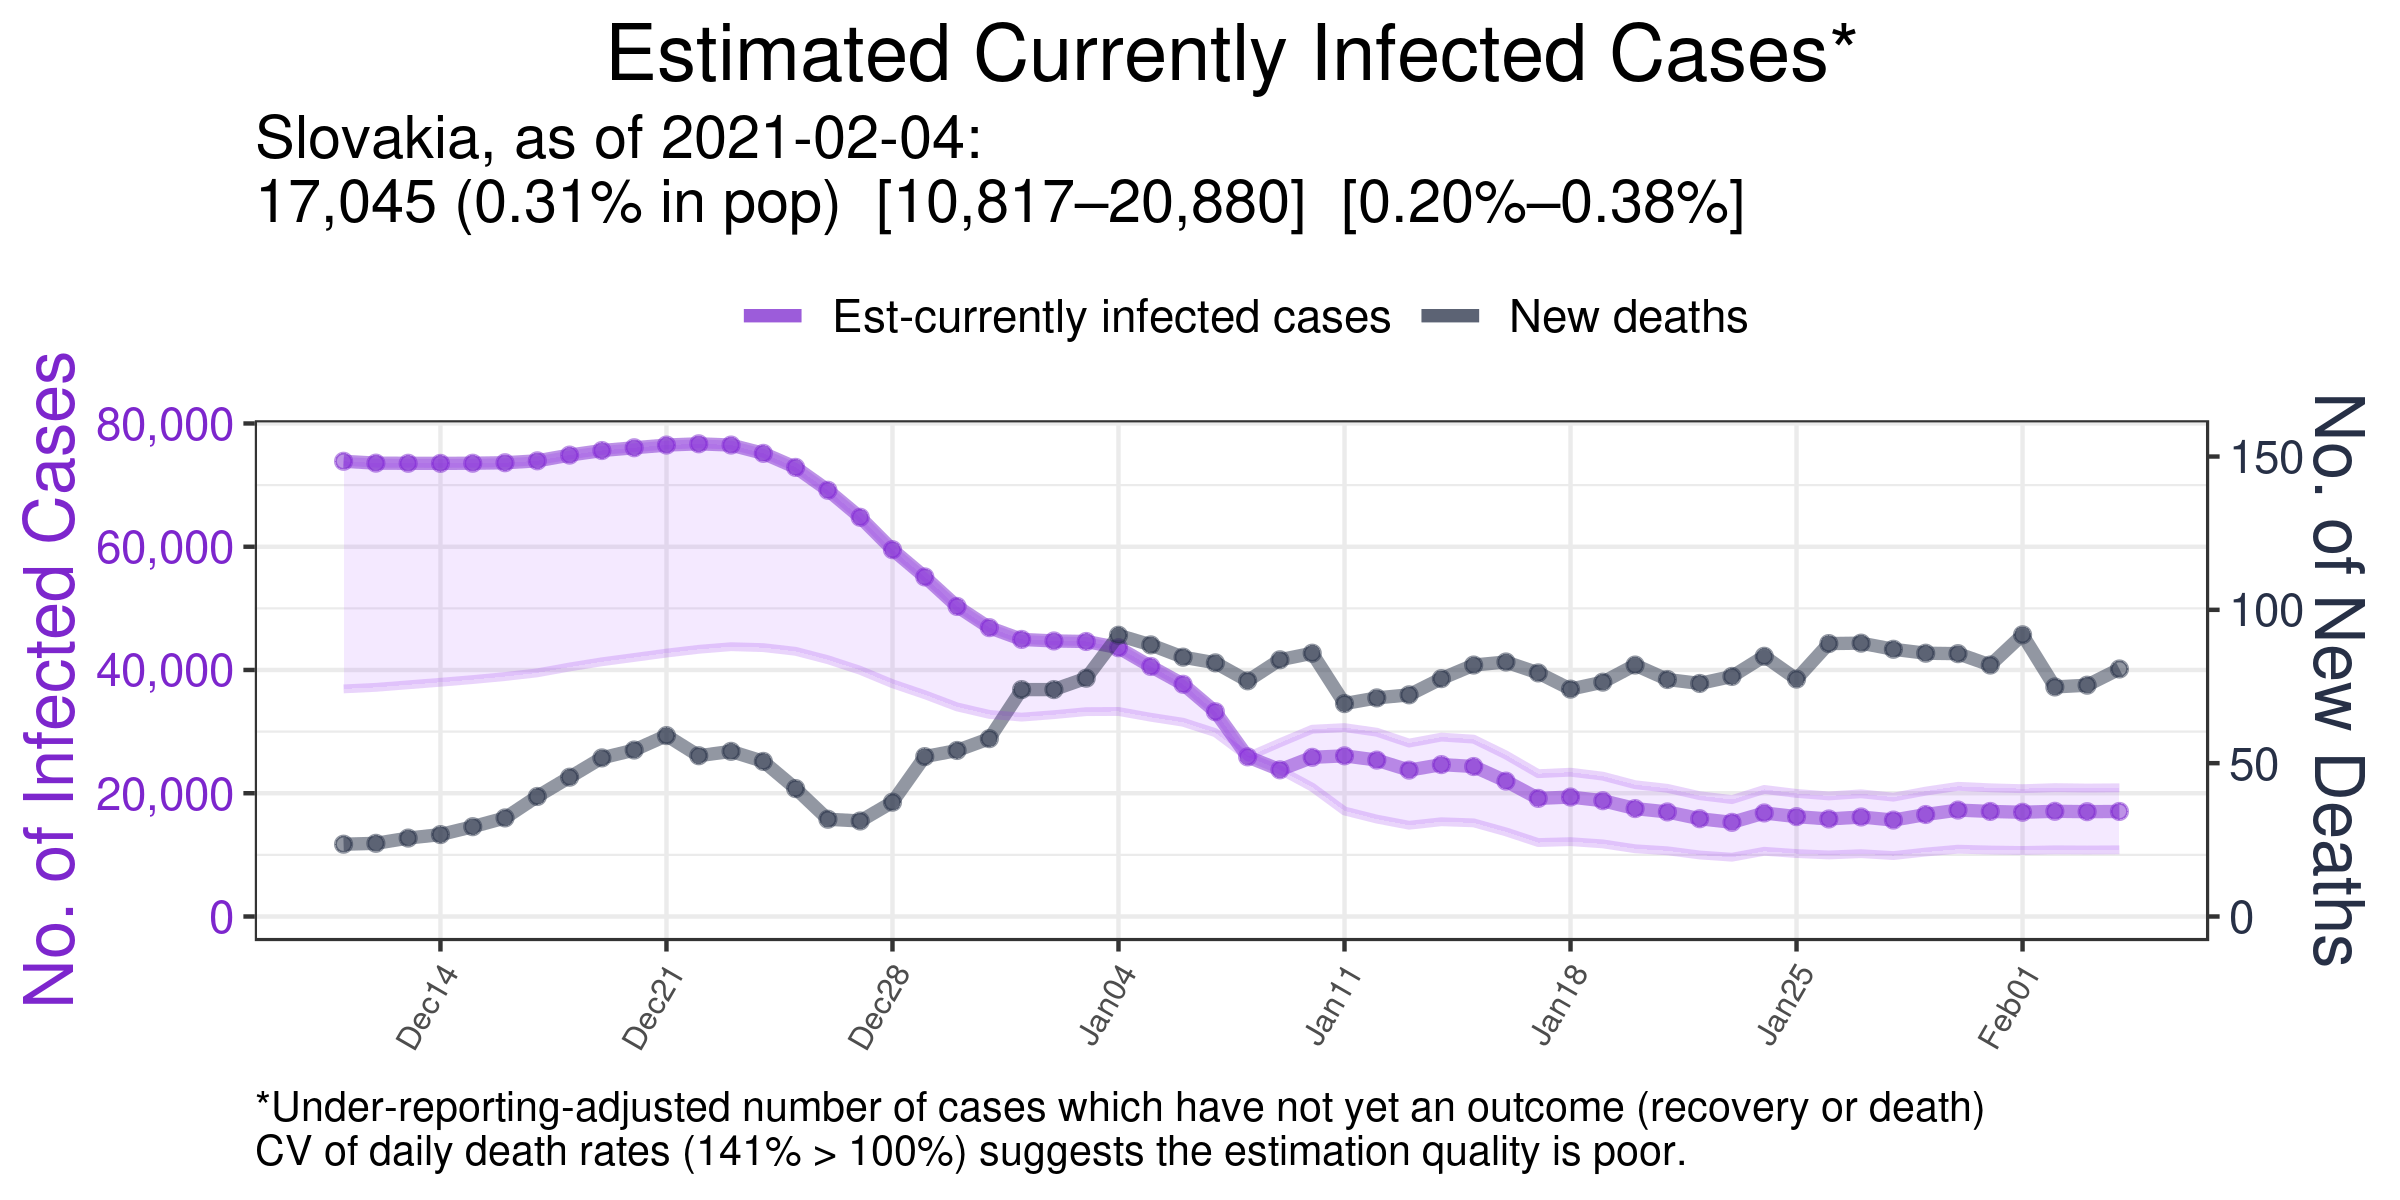 Estimated Currently Infected Cases*
Slovakia, as of 2021-02-04:
17,045 (0.31% in pop)  [10,817–20,880]  [0.20%–0.38%]
Est-currently infected cases
New deaths
No. of Infected Cases
80,000
60,000
40,000
20,000
0
150
100
50
0
No. of New Deaths
Dec14
Dec21
Dec28
Jan04
Jan11
Jan18
Jan25
Feb01
*Under-reporting-adjusted number of cases which have not yet an outcome (recovery or death)
CV of daily death rates (141% > 100%) suggests the estimation quality is poor.